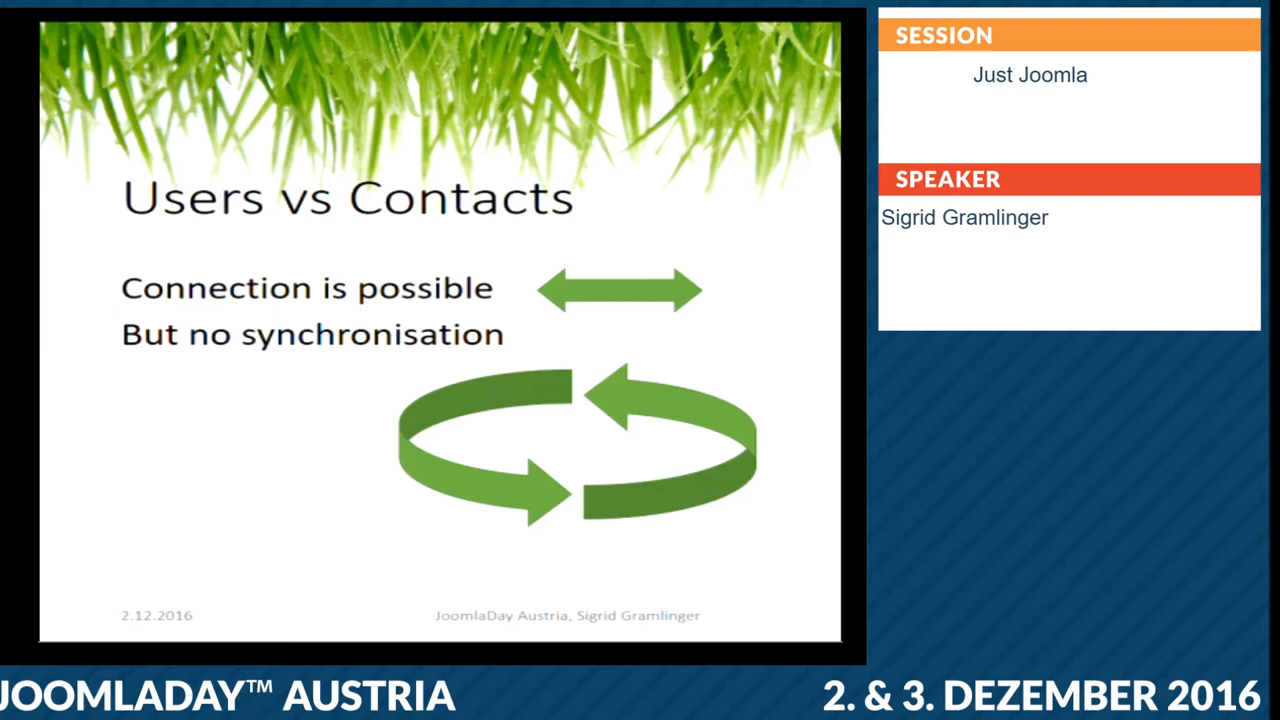 Users vs Contacts
Connection is possible
But no synchronisation
2.12.2016
JoomlaDay Austria, Sigrid Gramlinger
SESSION
Just Joomla
SPEAKER
Sigrid Gramlinger
JOOMLADAY™ AUSTRIA
2. & 3. DEZEMBER 2016